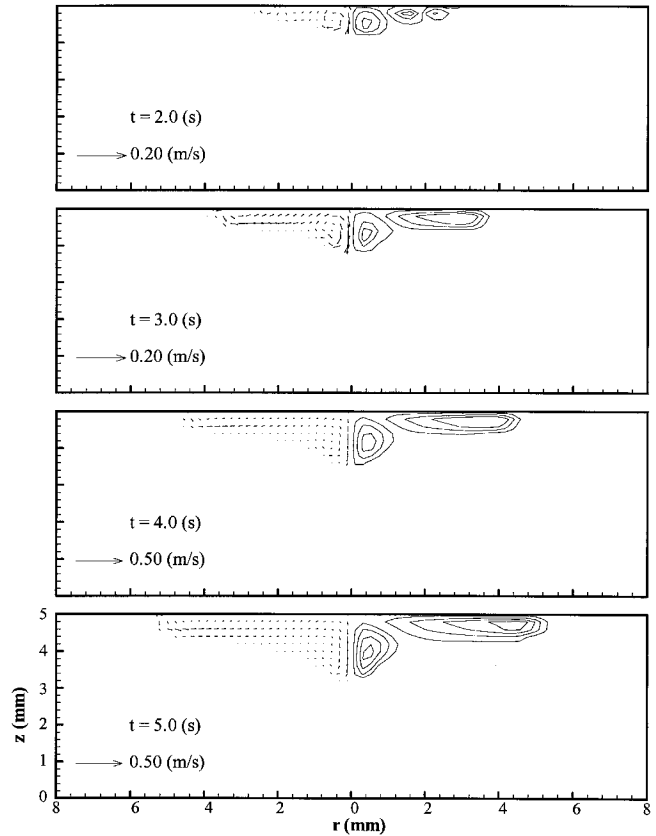 t = 2.0 (s)
0.20 (m/s)
t = 3.0 (s)
0.20 (m/s)
t = 4.0 (s)
0.50 (m/s)
5
4
3
2
1
0
z (mm)
t = 5.0 (s)
0.50 (m/s)
8 6 4 2 0 2 4 6 8
r (mm)